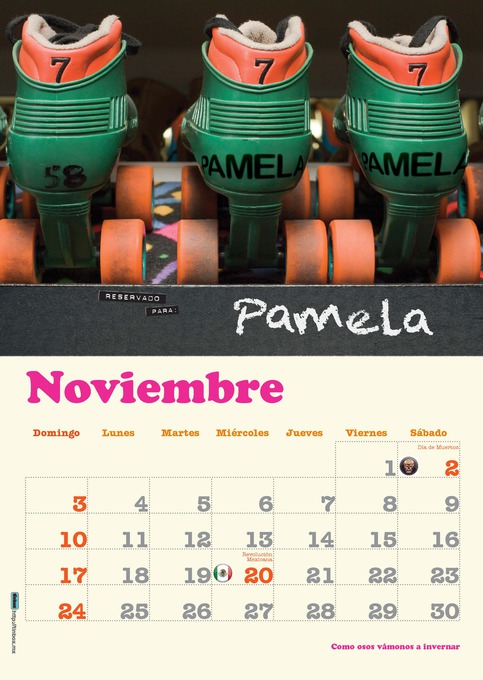 7
7
7
58
PAMELA
PAMELA
RESERVADO
PARA:
Pamela
Noviembre
Domingo Lunes Martes Miércoles Jueves Viernes Sábado
Día de Muertos
1 2
3 4 5 6 7 8 9
10 11 12 13 14 15 16
Revolución
Mexicana
17 18 19 20 21 22 23
24 25 26 27 28 29 30
Como osos vámonos a invernar